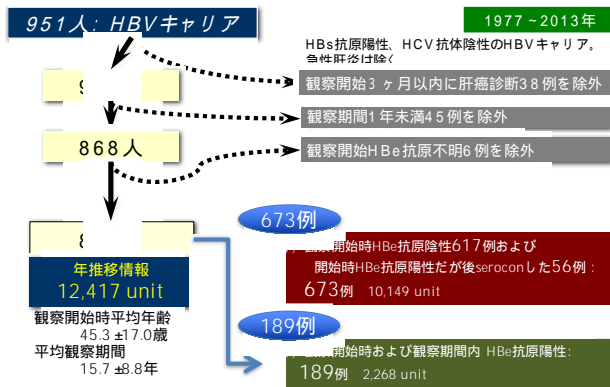 951人: HBVキャリア
1977~2013年
HBs抗原陽性、HCV抗体陰性のHBVキャリア。
急性肝炎は除く
観察開始3ヶ月以内に肝癌診断38例を除外
観察期間1年未満45例を除外
868人
観察開始HBe抗原不明6例を除外
673例
年推移情報
12,417 unit
観察開始時HBe抗原陰性617例および
開始時HBe抗原陽性だが後seroconした56例:
673例 10,149 unit
観察開始時平均年齢
45.3 ±17.0歳
平均観察期間
15.7 ±8.8年
189例
開始時および観察期間内 HBe抗原陽性:
189例 2,268 unit